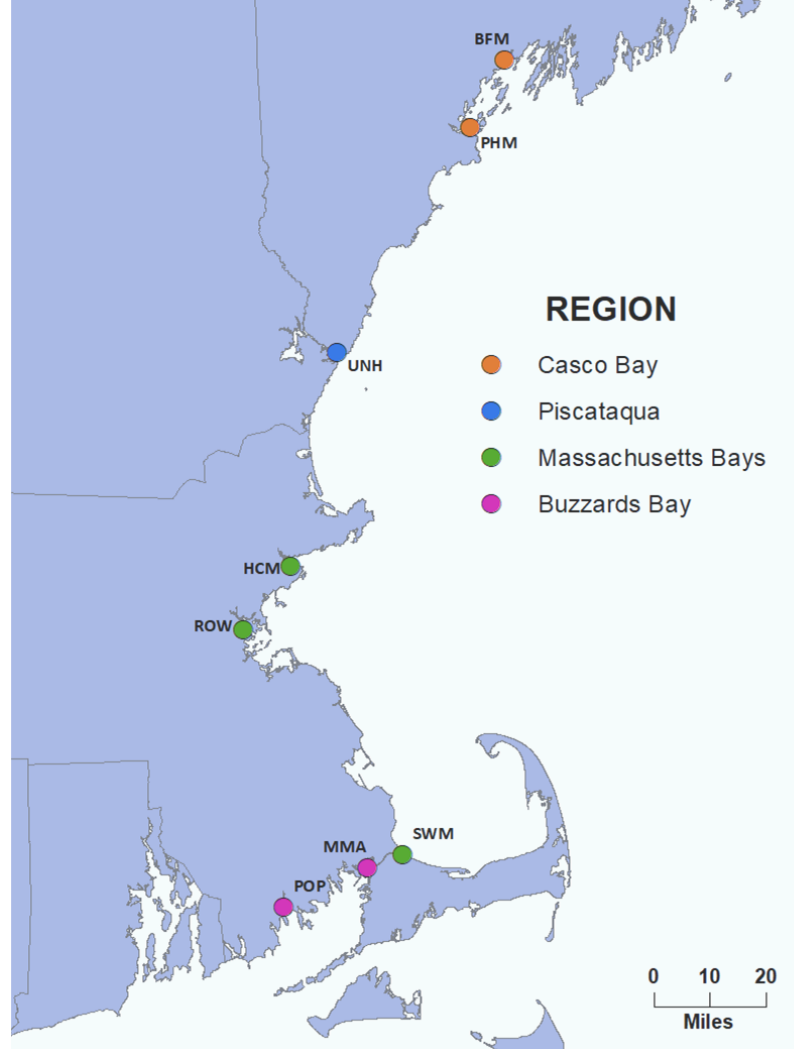 BFM
PHM
REGION
Casco Bay
UNH
Piscataqua
Massachusetts Bays
Buzzards Bay
HCM
ROW
SWM
MMA
POP
0 10 20
Miles